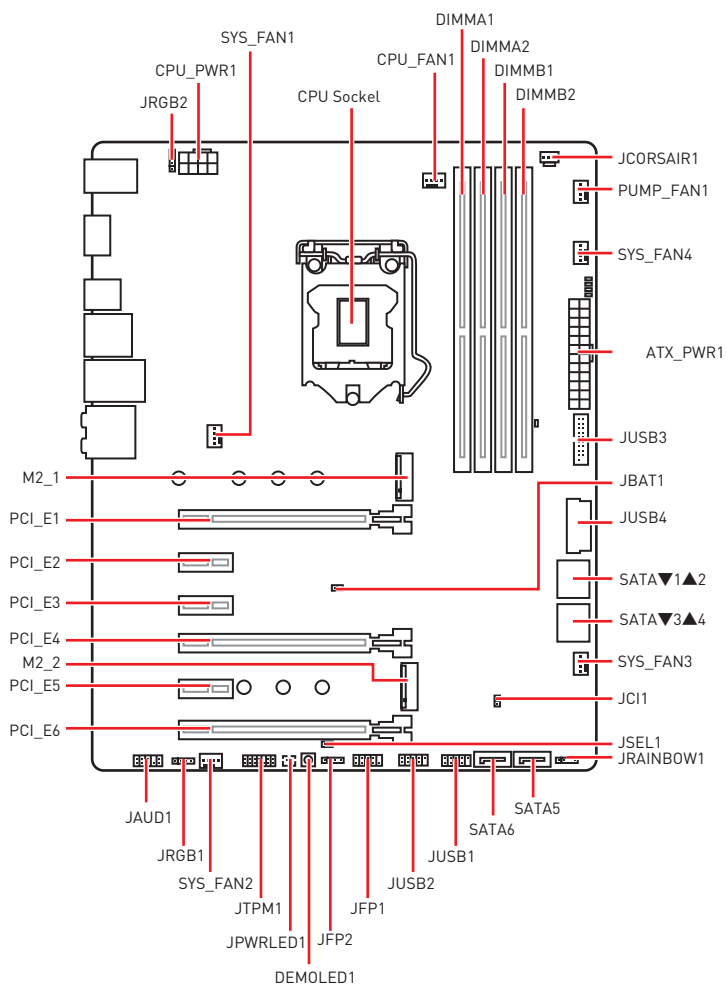 DIMMA1
DIMMA2
SYS_FAN1
CPU_FAN1
DIMMB1
CPU_PWR1
DIMMB2
JRGB2
CPU Sockel
JCORSAIR1
PUMP_FAN1
SYS_FAN4
ATX_PWR1
JUSB3
M2_1
JBAT1
PCI_E1
JUSB4
PCI_E2
SATA▼1▲2
PCI_E3
SATA▼3▲4
PCI_E4
M2_2
SYS_FAN3
PCI_E5
JCI1
PCI_E6
JSEL1
JRAINBOW1
JAUD1
SATA5
SATA6
JRGB1
JUSB1
SYS_FAN2
JUSB2
JTPM1
JFP1
JPWRLED1
JFP2
DEMOLED1